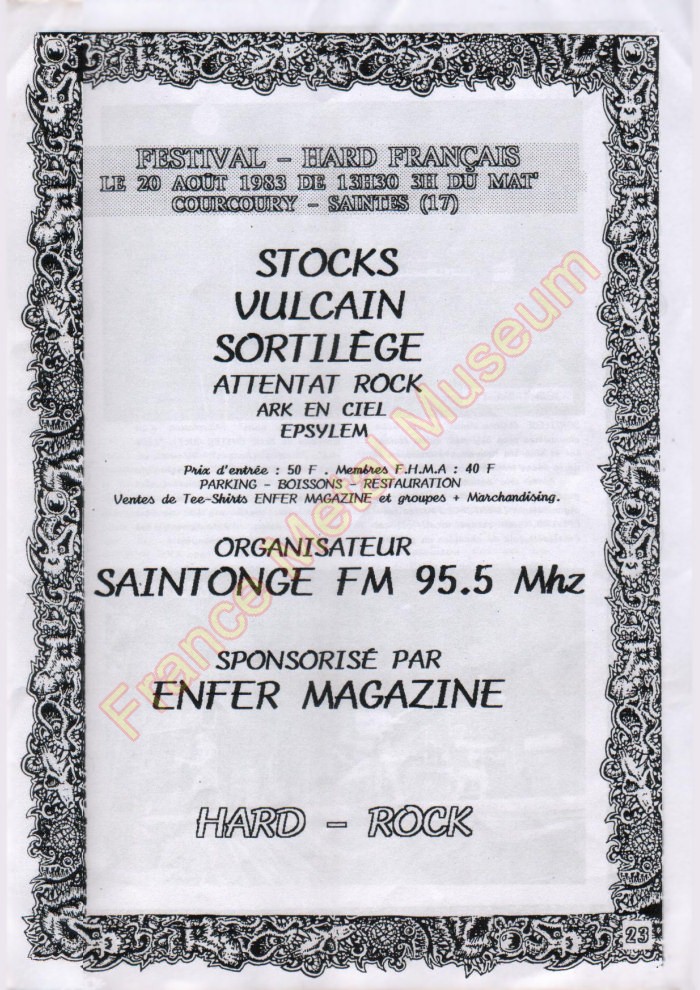 FESTIVAL - HARD FRANÇAIS
LE 20 AOÛT 1983 DE 13H30 3H DU MAT'
COURCOURY - SAINTES (17)
STOCKS
VULCAIN
SORTILÈGE
ATTENTAT ROCK
ARK EN CIEL
EPSYLEM
Prix d'entrée : 50 F . Membres F.H.M.A : 40 F
PARKING - BOISSONS - RESTAURATION
Ventes de Tee-Shirts ENFER MAGAZINE et groupes + Marchandising.
ORGANISATEUR
SAINTONGE FM 95.5 Mhz
SPONSORISÉ PAR
ENFER MAGAZINE
HARD - ROCK
23
France Metal Museum